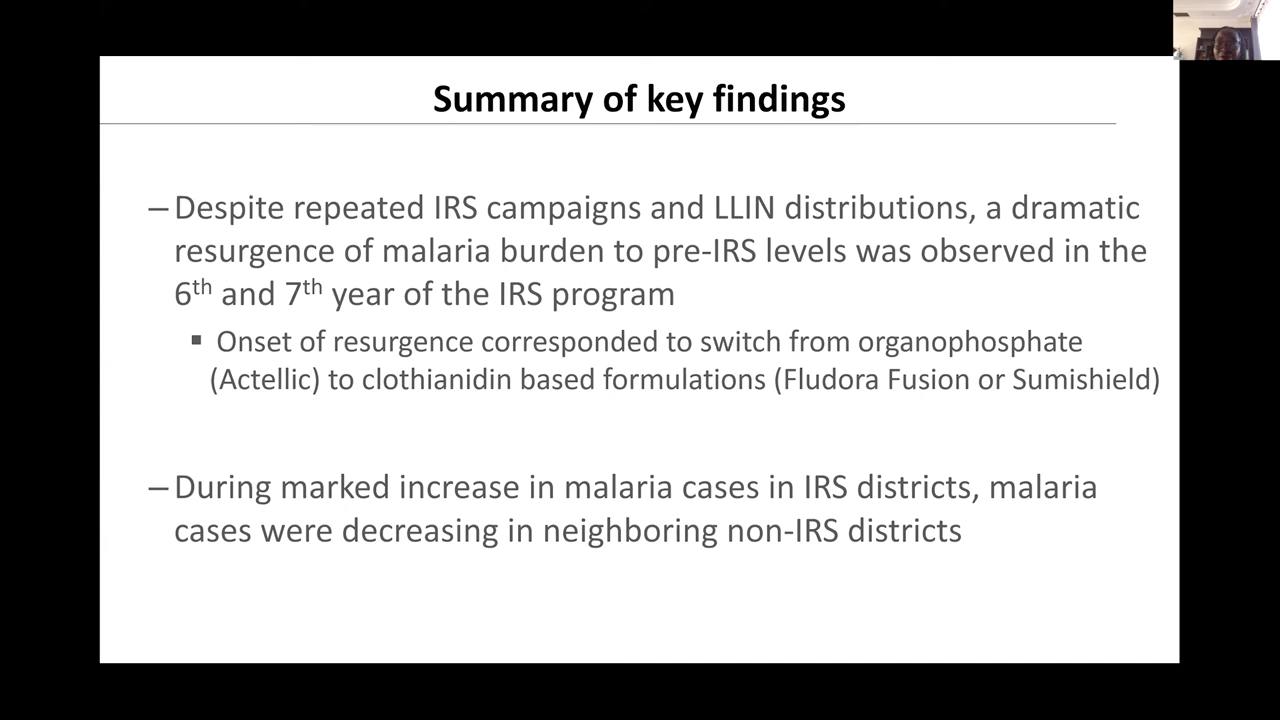 Summary of key findings
– Despite repeated IRS campaigns and LLIN distributions, a dramatic
resurgence of malaria burden to pre-IRS levels was observed in the
6th and 7th year of the IRS program
▪ Onset of resurgence corresponded to switch from organophosphate
(Actellic) to clothianidin based formulations (Fludora Fusion or Sumishield)
– During marked increase in malaria cases in IRS districts, malaria
cases were decreasing in neighboring non-IRS districts